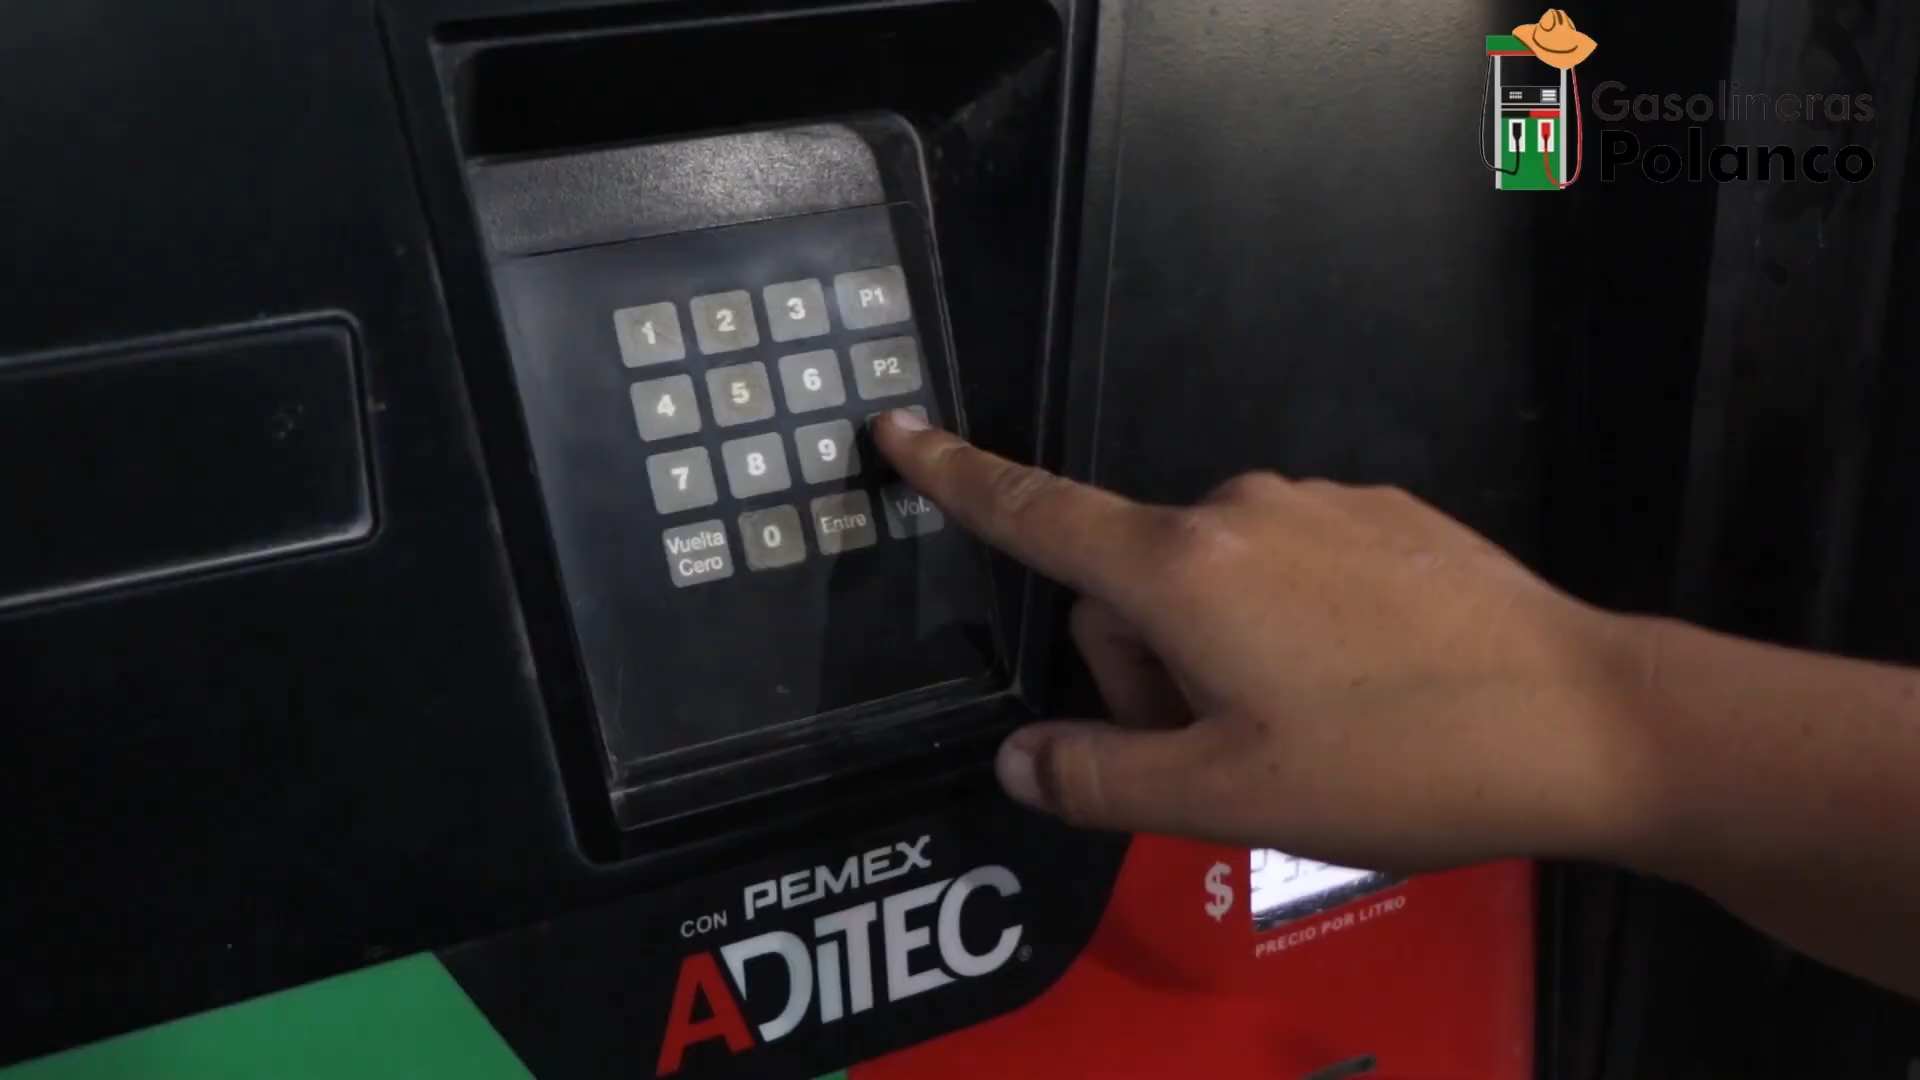 Gasolineras
Polanco
1 2 3 P1
4 5 6 P2
7 8 9
Vuelta
Cero
0 Entre Vol.
CON PEMEX
ADiTEC®
$
PRECIO POR LITRO